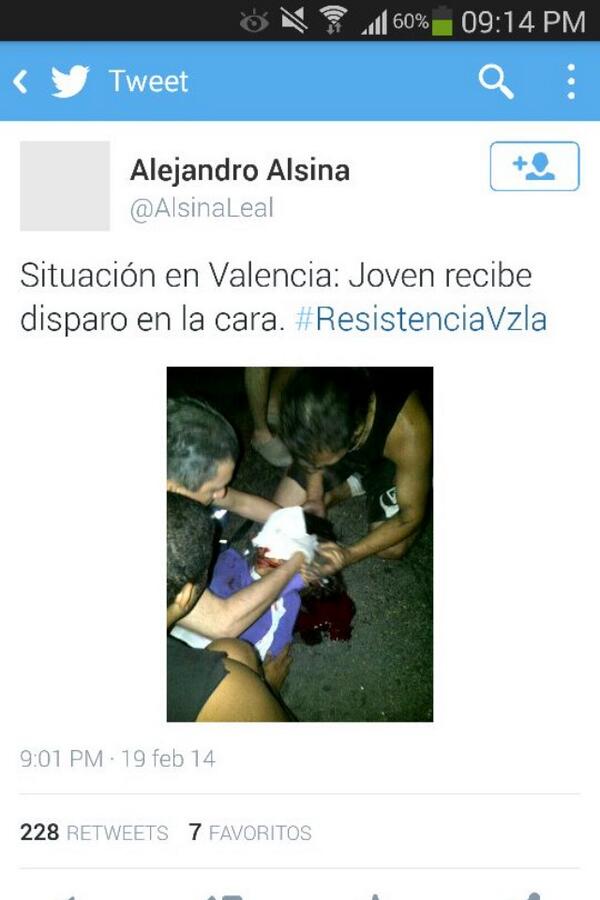 60% 09:14 PM
Tweet
Alejandro Alsina
@AlsinaLeal
Situación en Valencia: Joven recibe
disparo en la cara. #ResistenciaVzla
9:01 PM · 19 feb 14
228 RETWEETS 7 FAVORITOS